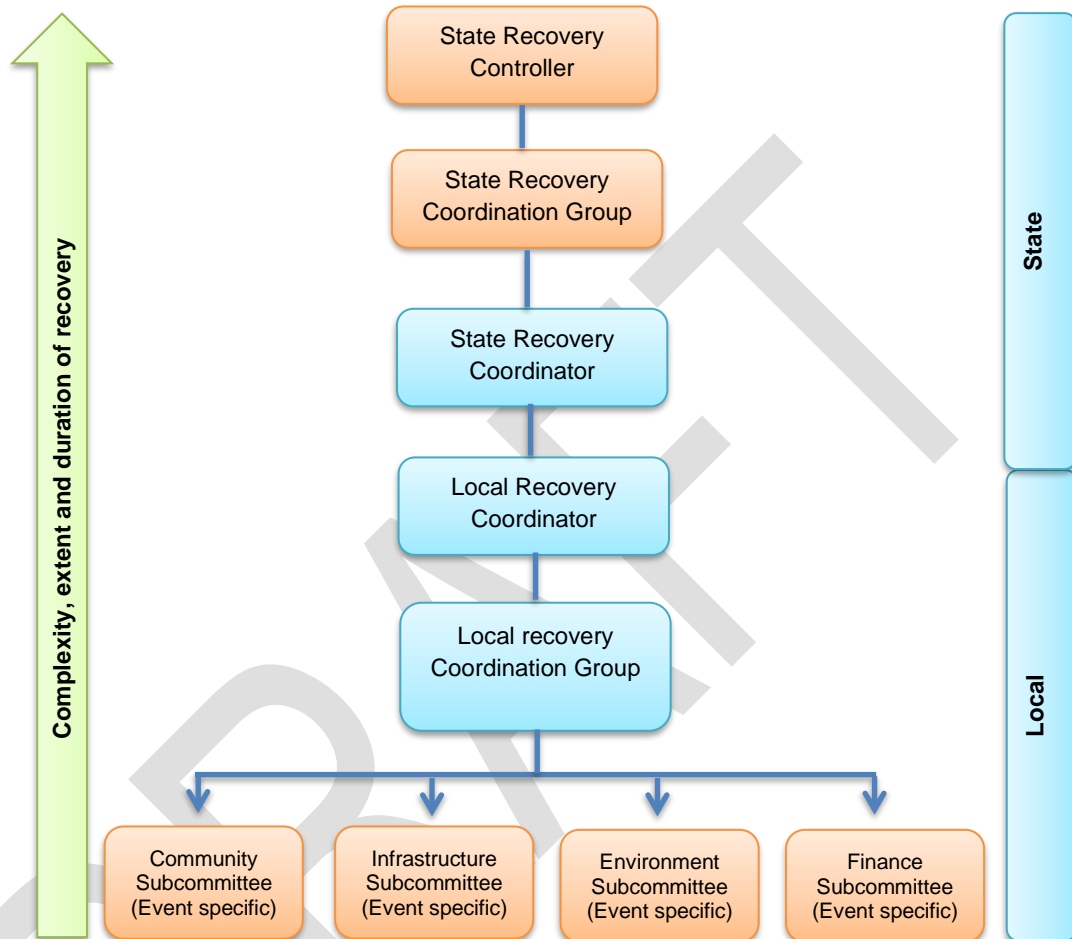 State Recovery
Controller
State Recovery
Coordination Group
State Recovery
Coordinator
Local Recovery
Coordinator
Local recovery
Coordination Group
Community
Subcommittee
(Event specific)
Infrastructure
Subcommittee
(Event specific)
Environment
Subcommittee
(Event specific)
Finance
Subcommittee
(Event specific)
Complexity, extent and duration of recovery
State
Local
DRAFT